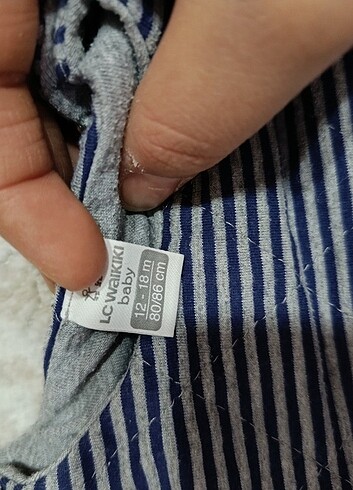 LC WAIKIKI
baby
12 - 18 m
80/86 cm